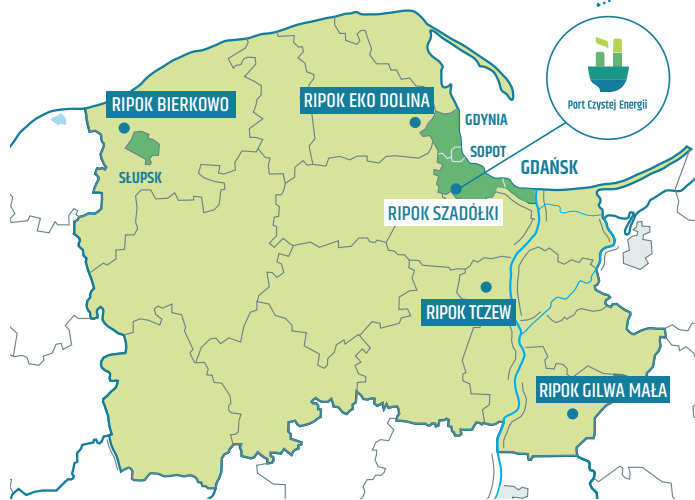 RIPOK BIERKOWO
RIPOK EKO DOLINA
Port Czystej Energii
GDYNIA
SOPOT
GDAŃSK
SŁUPSK
RIPOK SZADÓŁKI
RIPOK TCZEW
RIPOK GILWA MAŁA